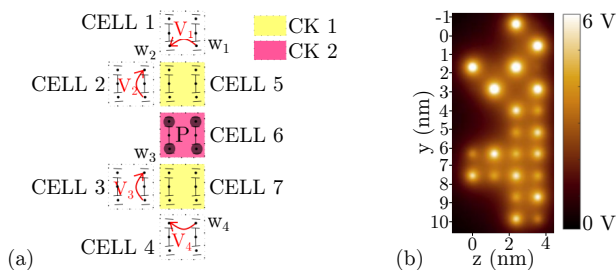 CELL 1
V₁
w₂
w₁
CK 1
CK 2
CELL 2
V₂
CELL 5
P
CELL 6
w₃
CELL 3
V₃
CELL 7
w₄
V₄
CELL 4
(a)
6 V
-1
0
1
2
3
4
5
6
7
8
9
10
y (nm)
0 2 4
z (nm)
0 V
(b)